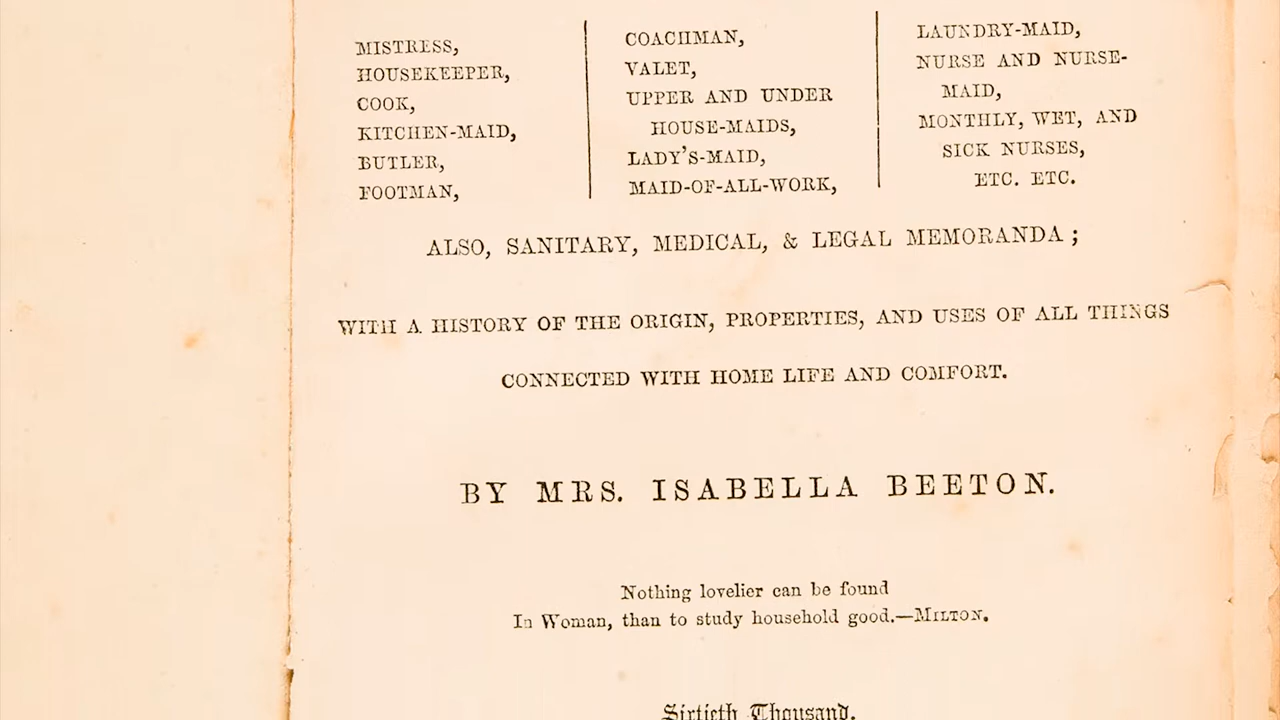 MISTRESS,
HOUSEKEEPER,
COOK,
KITCHEN-MAID,
BUTLER,
FOOTMAN,
COACHMAN,
VALET,
UPPER AND UNDER
HOUSE-MAIDS,
LADY'S-MAID,
MAID-OF-ALL-WORK,
LAUNDRY-MAID,
NURSE AND NURSE-
MAID,
MONTHLY, WET, AND
SICK NURSES,
ETC. ETC.
ALSO, SANITARY, MEDICAL, & LEGAL MEMORANDA;
WITH A HISTORY OF THE ORIGIN, PROPERTIES, AND USES OF ALL THINGS
CONNECTED WITH HOME LIFE AND COMFORT.
BY MRS. ISABELLA BEETON.
Nothing lovelier can be found
In Woman, than to study household good.—MILTON.
Sixtieth Thousand.